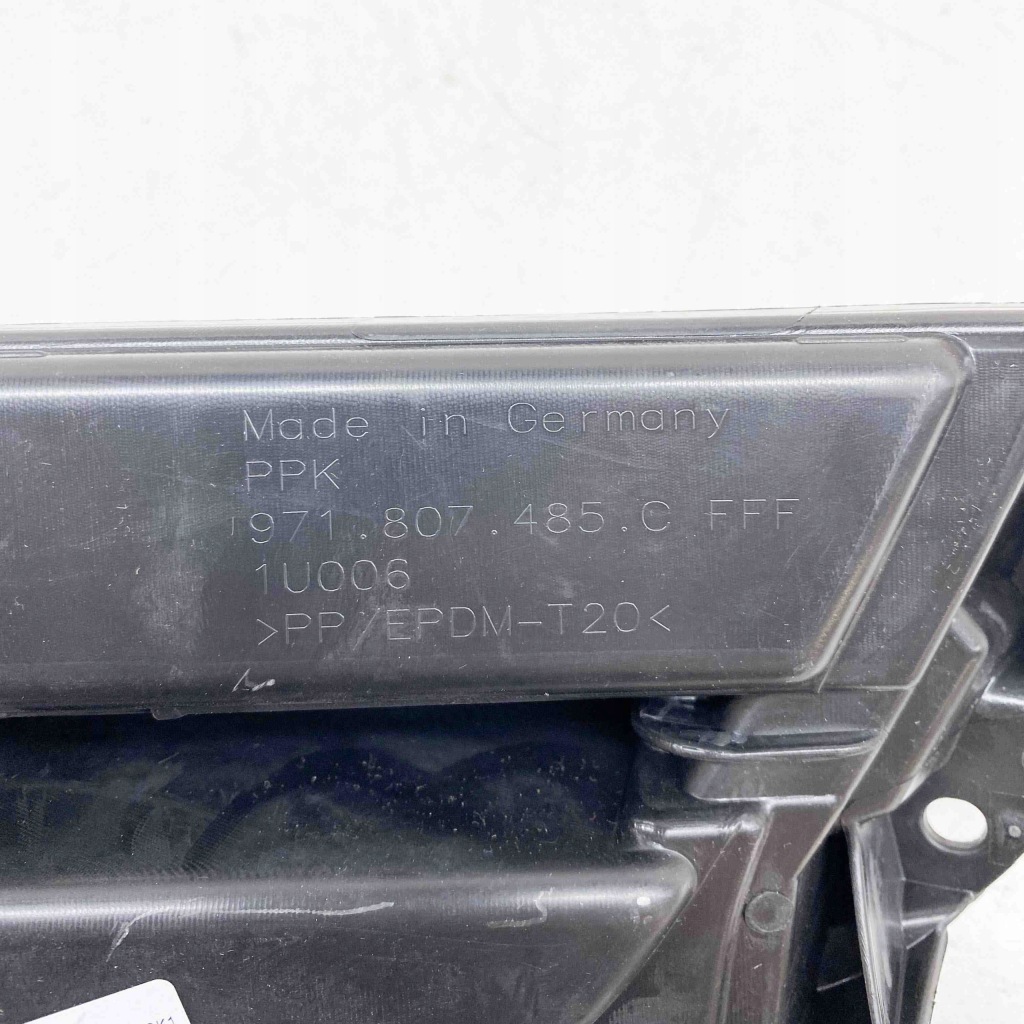 Made in Germany
PPK
971.807.485.C FFF
1U006
>PP/EPDM-T20<